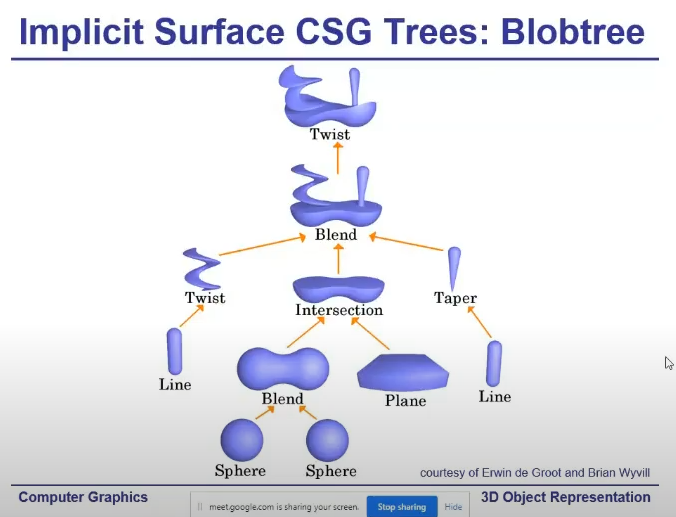 Implicit Surface CSG Trees: Blobtree
Twist
Blend
Twist
Intersection
Taper
Line
Blend
Plane
Line
Sphere
Sphere
courtesy of Erwin de Groot and Brian Wyvill
Computer Graphics
meet.google.com is sharing your screen.
Stop sharing
Hide
3D Object Representation